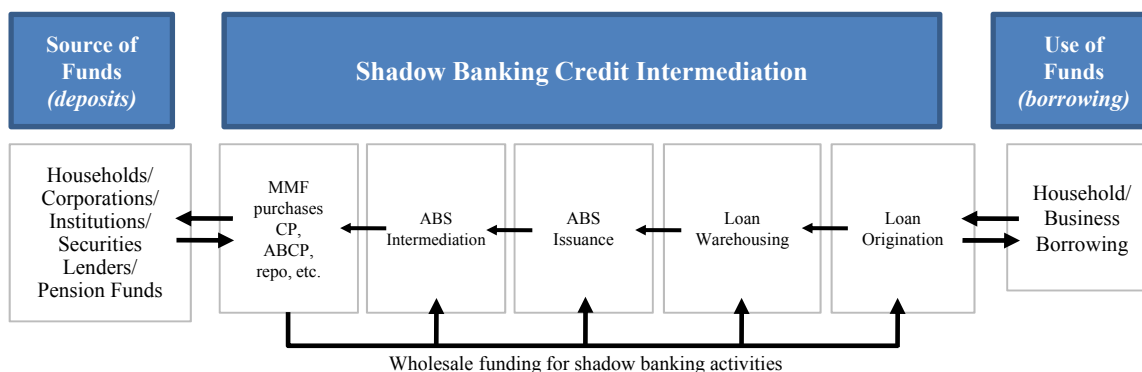 Source of
Funds
(deposits)
Shadow Banking Credit Intermediation
Use of
Funds
(borrowing)
Households/
Corporations/
Institutions/
Securities
Lenders/
Pension Funds
MMF
purchases
CP,
ABCP,
repo, etc.
ABS
Intermediation
ABS
Issuance
Loan
Warehousing
Loan
Origination
Household/
Business
Borrowing
Wholesale funding for shadow banking activities